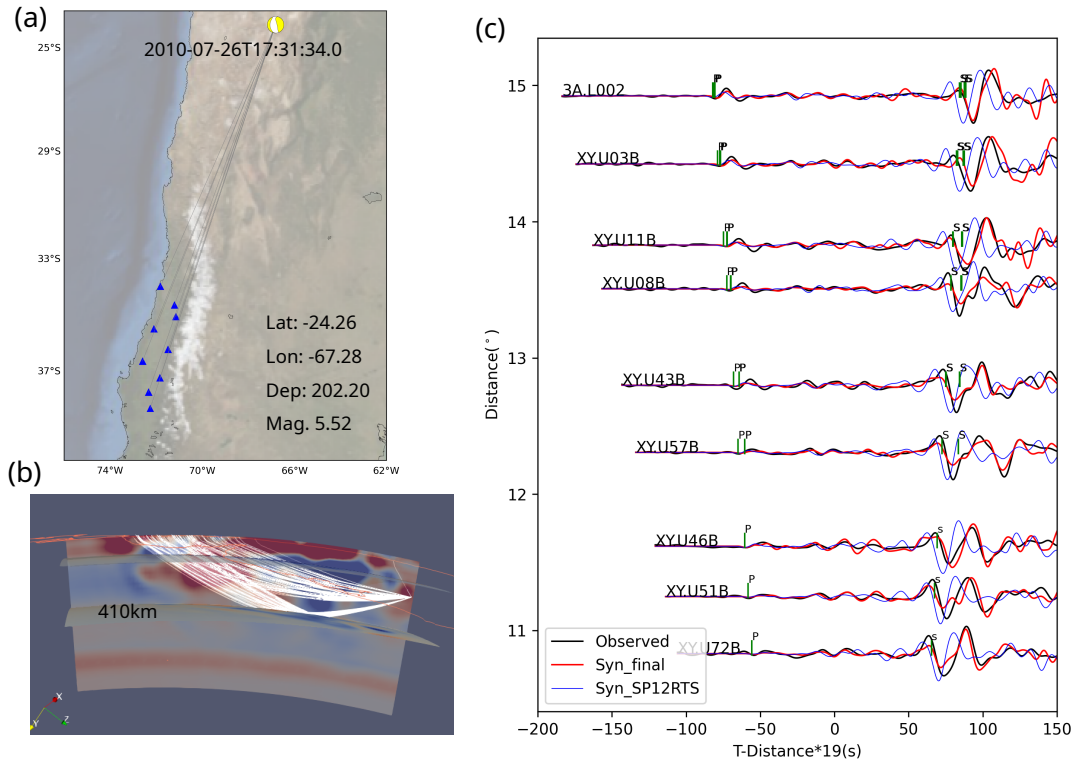 (a)
2010-07-26T17:31:34.0
25°S
29°S
33°S
37°S
Lat: -24.26
Lon: -67.28
Dep: 202.20
Mag. 5.52
74°W
70°W
66°W
62°W
(b)
410km
X
Y
Z
(c)
Distance(°)
15
14
13
12
11
3A.L002
P
S S
XY.U03B
P P
S S
XY.U11B
P P
S S
XY.U08B
P P
S S
XY.U43B
P P
S S
XY.U57B
P P
S S
XY.U46B
P
s
XY.U51B
P
s
XY.U72B
P
s
Observed
Syn_final
Syn_SP12RTS
−200
−150
−100
−50
0
50
100
150
T-Distance*19(s)